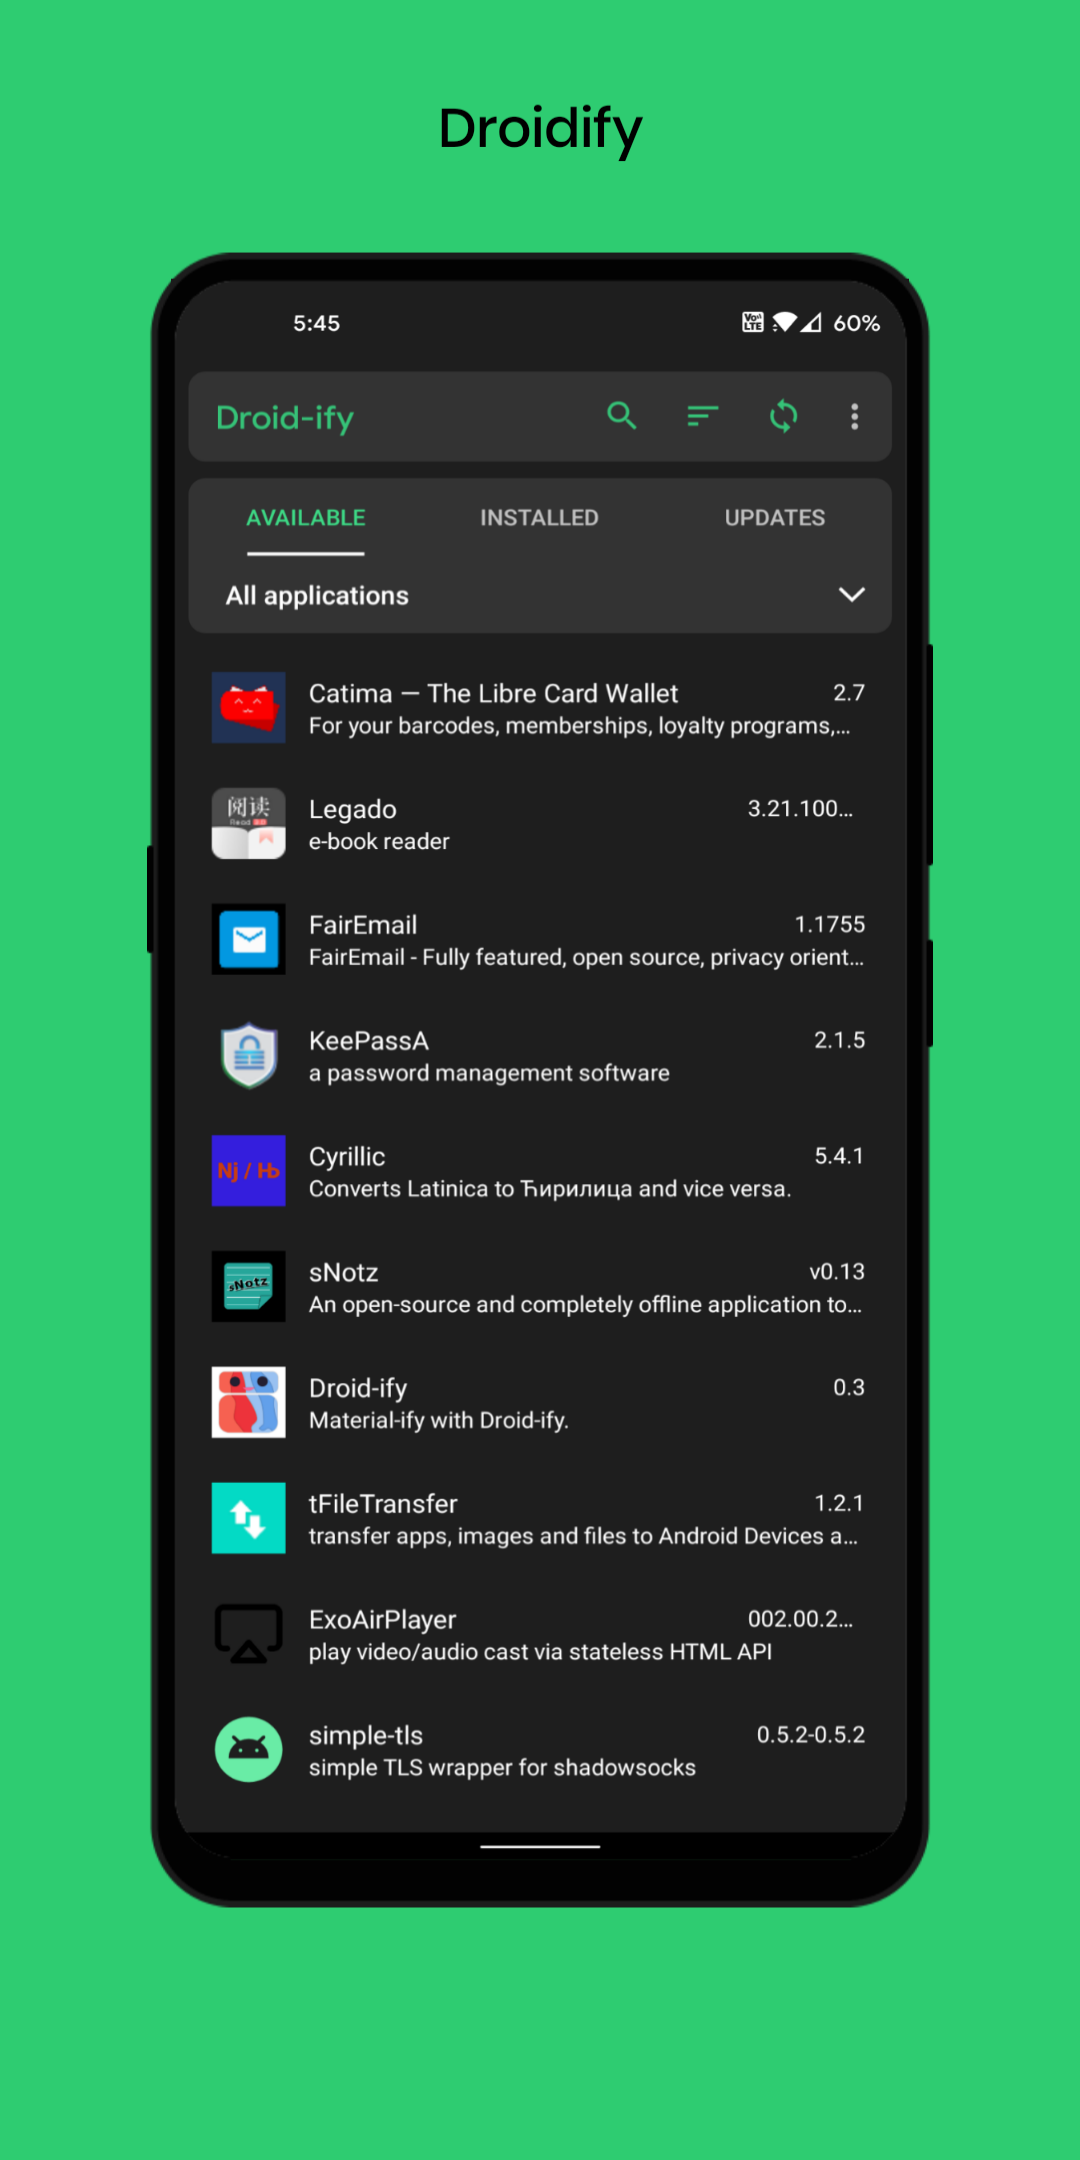 Droidify
5:45
Vo LTE
60%
Droid-ify
AVAILABLE
INSTALLED
UPDATES
All applications
Catima — The Libre Card Wallet
2.7
For your barcodes, memberships, loyalty programs,...
阅读
Read 3.0
Legado
3.21.100...
e-book reader
FairEmail
1.1755
FairEmail - Fully featured, open source, privacy orient...
KeePassA
2.1.5
a password management software
Nj / Њ
Cyrillic
5.4.1
Converts Latinica to Ћирилица and vice versa.
sNotz
sNotz
v0.13
An open-source and completely offline application to...
Droid-ify
0.3
Material-ify with Droid-ify.
tFileTransfer
1.2.1
transfer apps, images and files to Android Devices a...
ExoAirPlayer
002.00.2...
play video/audio cast via stateless HTML API
simple-tls
0.5.2-0.5.2
simple TLS wrapper for shadowsocks